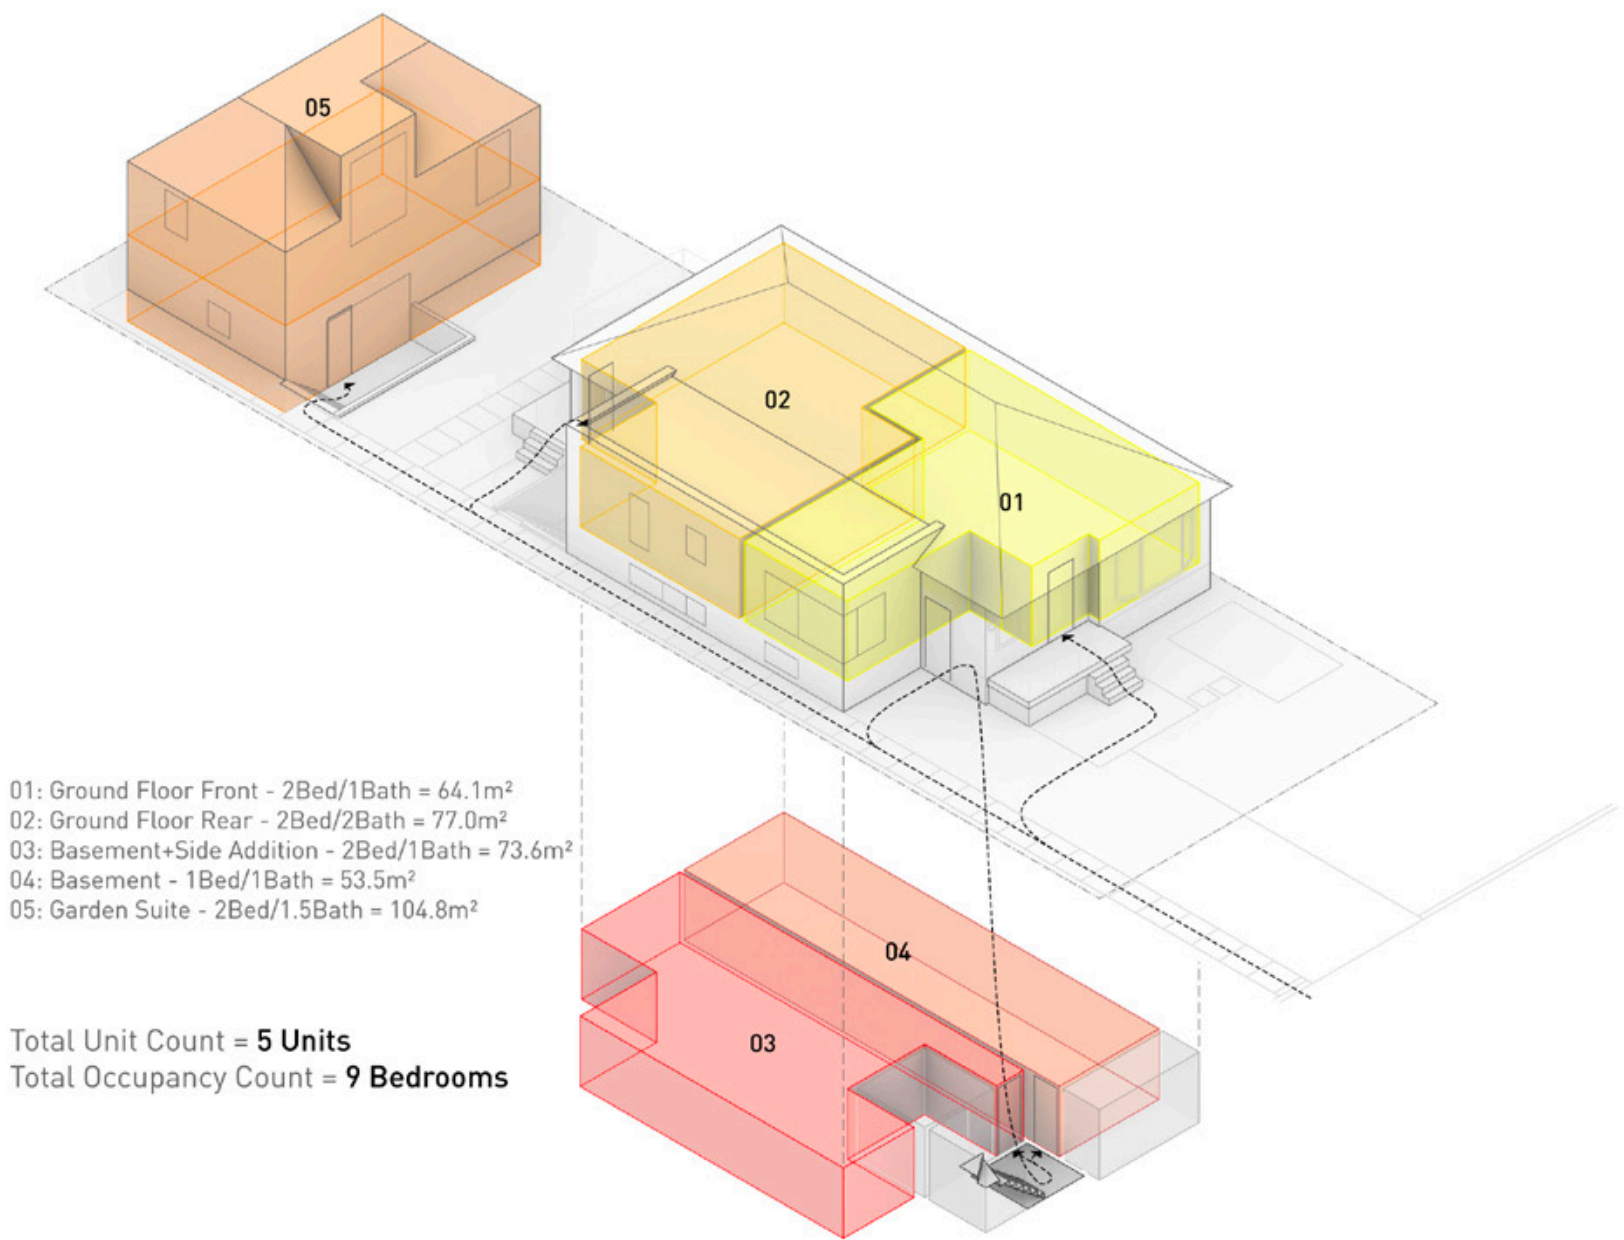 05
02
01
01: Ground Floor Front - 2Bed/1Bath = 64.1m²
02: Ground Floor Rear - 2Bed/2Bath = 77.0m²
03: Basement+Side Addition - 2Bed/1Bath = 73.6m²
04: Basement - 1Bed/1Bath = 53.5m²
05: Garden Suite - 2Bed/1.5Bath = 104.8m²
04
03
Total Unit Count = 5 Units
Total Occupancy Count = 9 Bedrooms